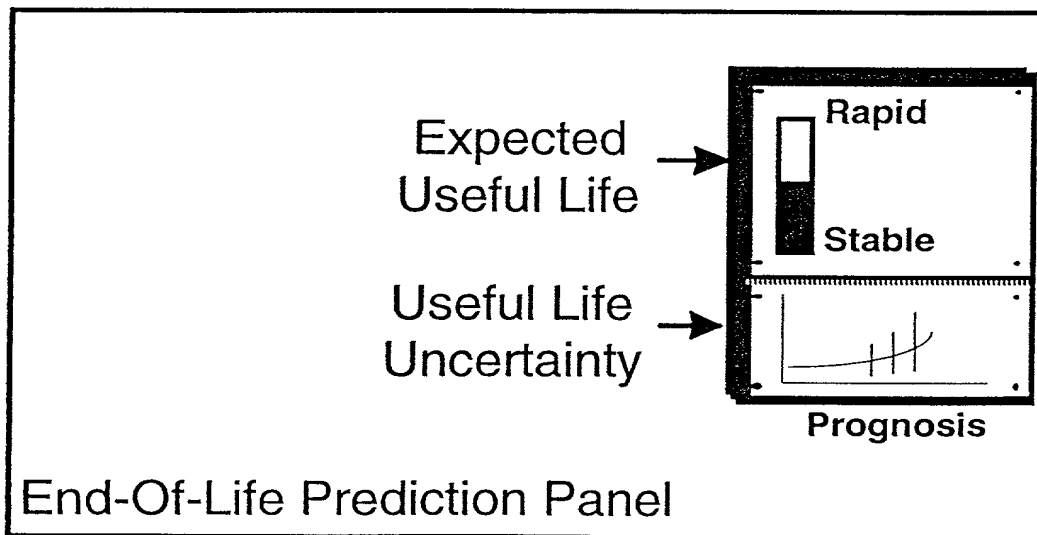 Expected
Useful Life
Rapid
Stable
Useful Life
Uncertainty
Prognosis
End-Of-Life Prediction Panel